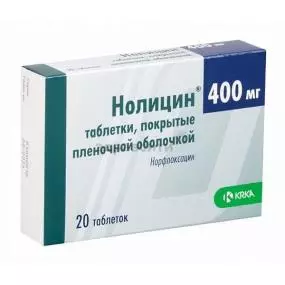 Нолицин®
400 мг
таблетки, покрытые
пленочной оболочкой
Норфлоксацин
20 таблеток
KRKA